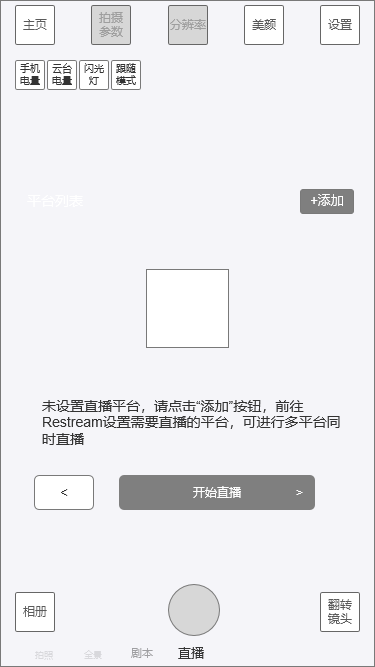 主页
拍摄
参数
分辨率
美颜
设置
手机
电量
云台
电量
闪光
灯
跟随
模式
平台列表
+添加
未设置直播平台，请点击“添加”按钮，前往
Restream设置需要直播的平台，可进行多平台同
时直播
<
开始直播 >
相册
翻转
镜头
拍照
全景
剧本
直播